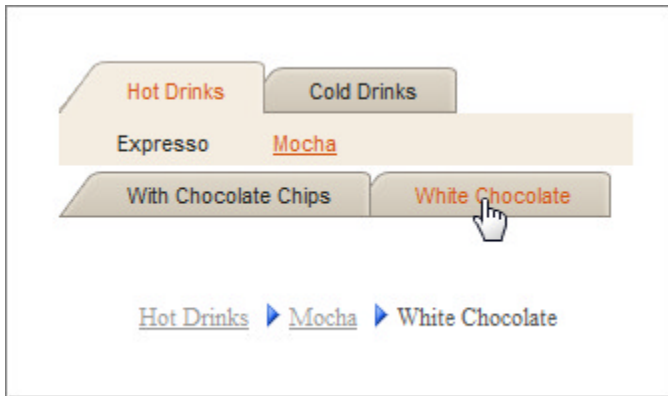 Hot Drinks Cold Drinks
Expresso Mocha
With Chocolate Chips White Chocolate
Hot Drinks Mocha White Chocolate